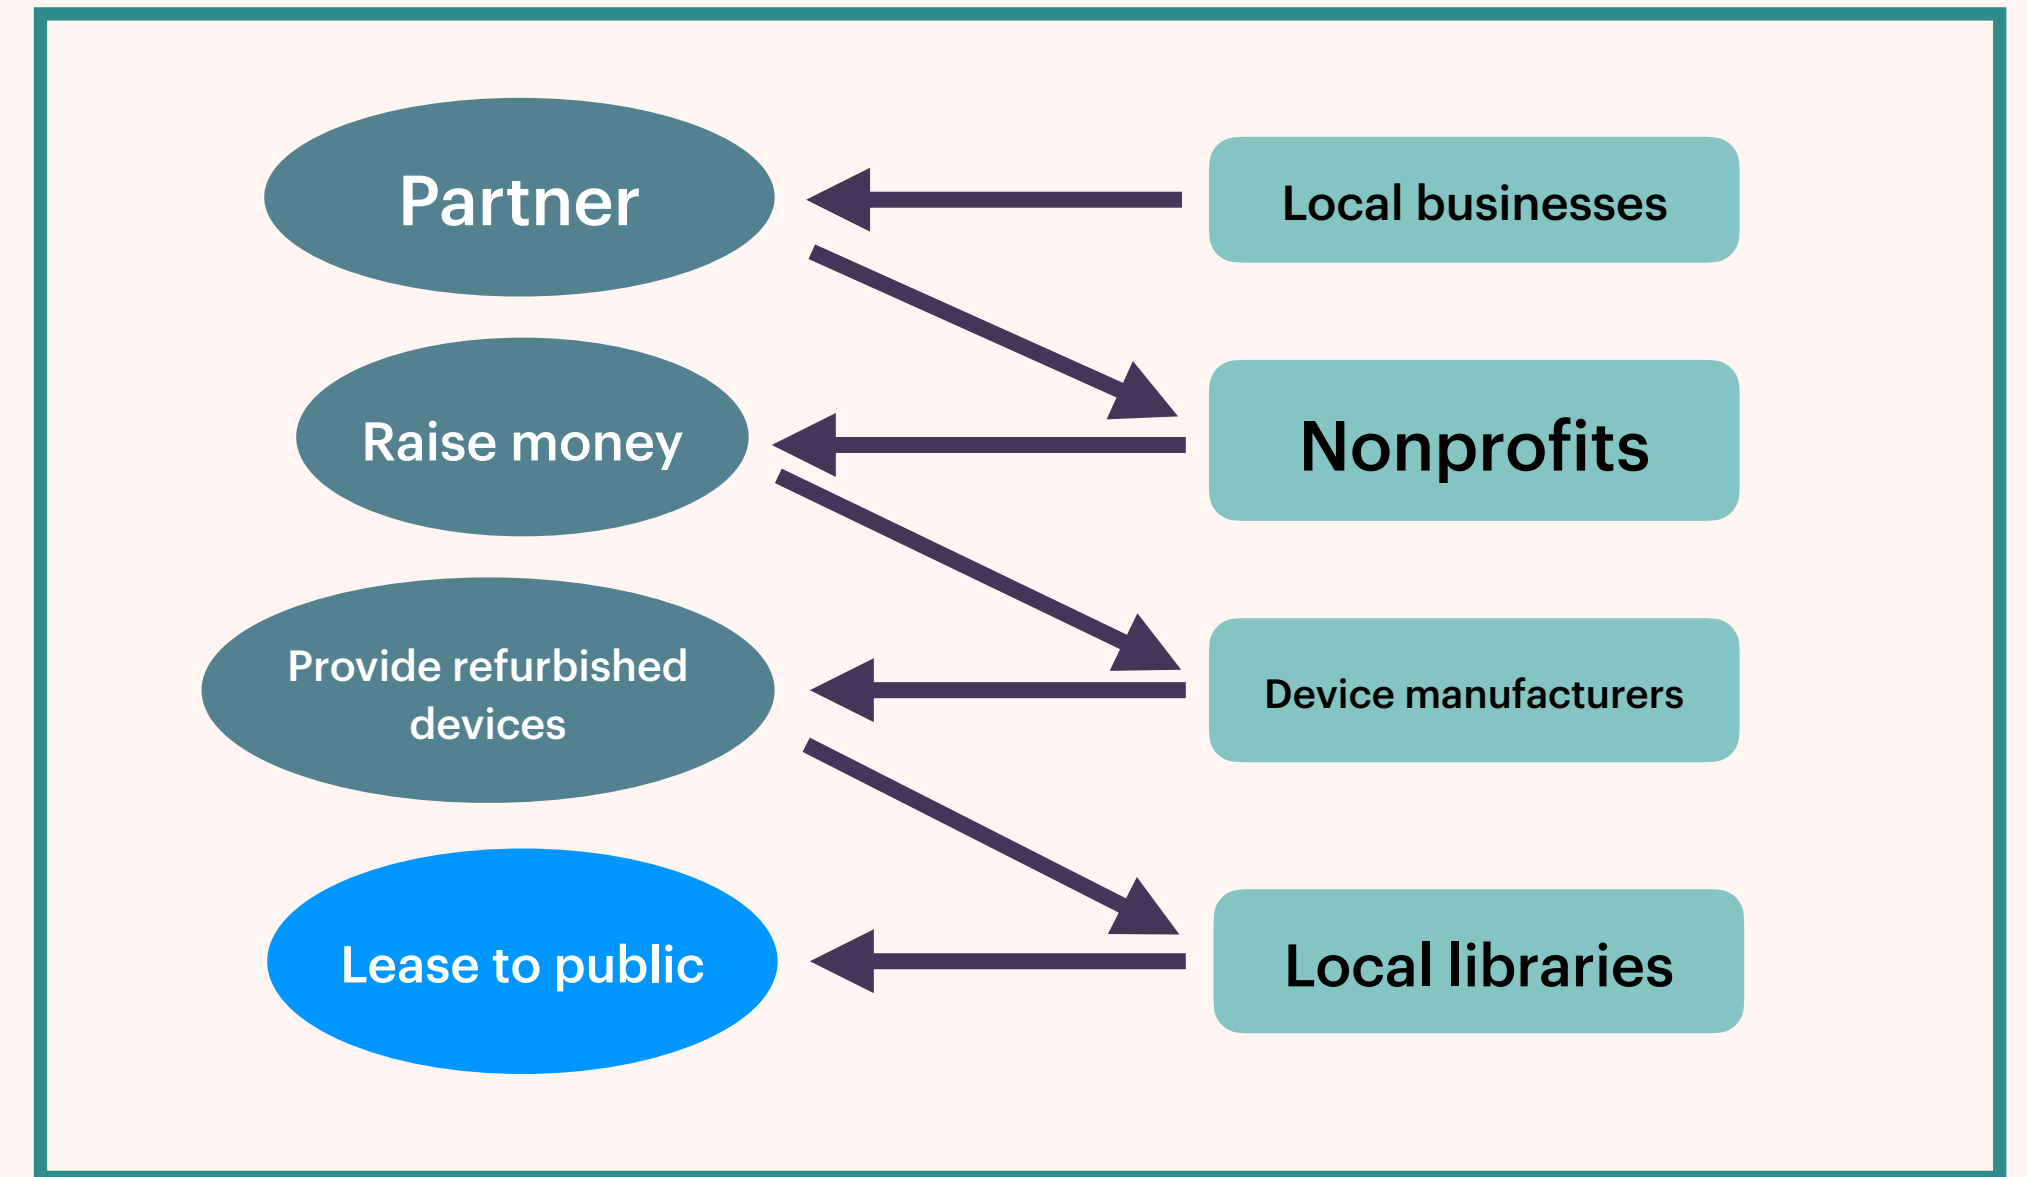 Partner
Local businesses
Raise money
Nonprofits
Provide refurbished
devices
Device manufacturers
Lease to public
Local libraries